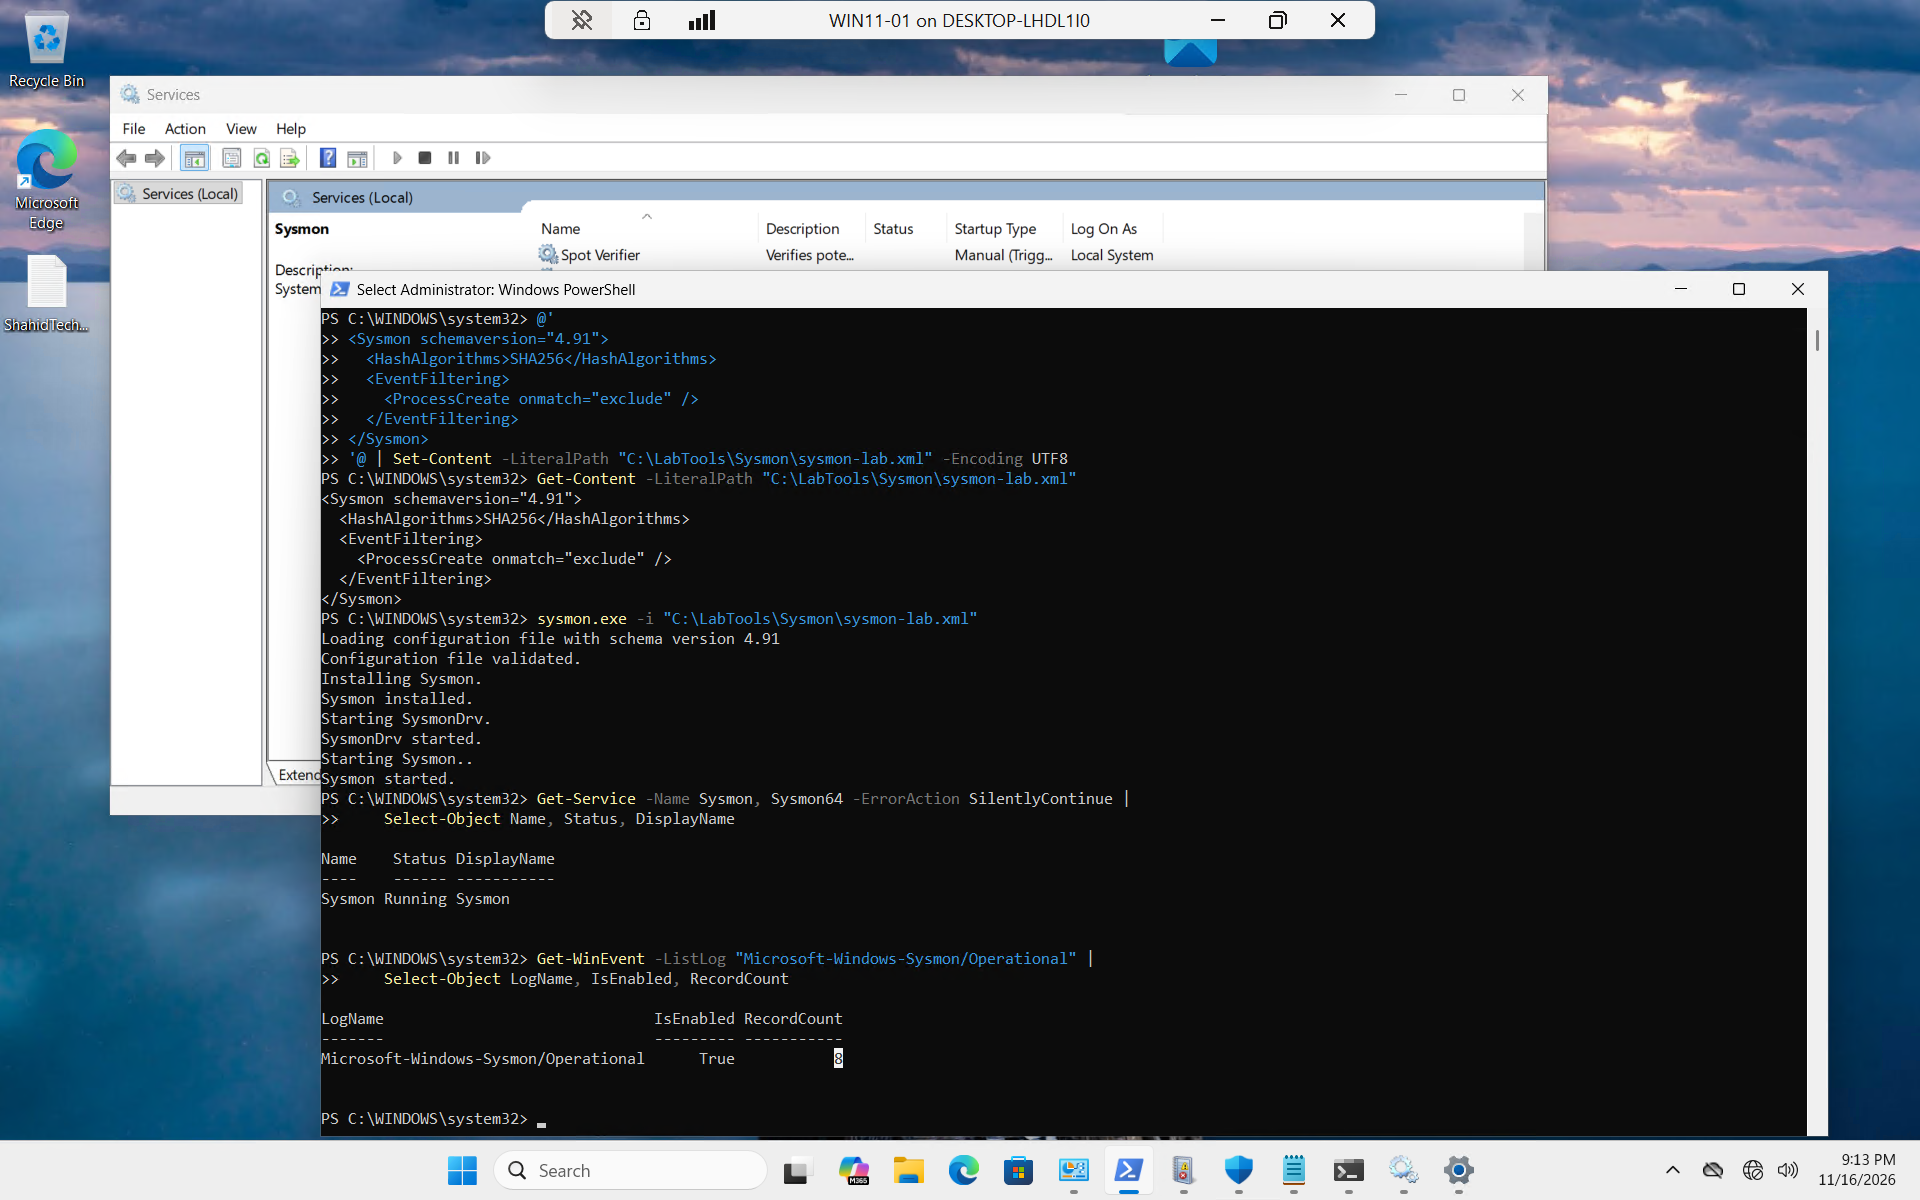 WIN11-01 on DESKTOP-LHDL1I0
Recycle Bin
Microsoft
Edge
ShahidTech...
Services
File Action View Help
Services (Local)
Services (Local)
Sysmon
Description:
System
Name Description Status Startup Type Log On As
Spot Verifier Verifies pote... Manual (Trigg... Local System
Extend
Select Administrator: Windows PowerShell
PS C:\WINDOWS\system32> @'
>> <Sysmon schemaversion="4.91">
>>   <HashAlgorithms>SHA256</HashAlgorithms>
>>   <EventFiltering>
>>     <ProcessCreate onmatch="exclude" />
>>   </EventFiltering>
>> </Sysmon>
>> '@ | Set-Content -LiteralPath "C:\LabTools\Sysmon\sysmon-lab.xml" -Encoding UTF8
PS C:\WINDOWS\system32> Get-Content -LiteralPath "C:\LabTools\Sysmon\sysmon-lab.xml"
<Sysmon schemaversion="4.91">
  <HashAlgorithms>SHA256</HashAlgorithms>
  <EventFiltering>
    <ProcessCreate onmatch="exclude" />
  </EventFiltering>
</Sysmon>
PS C:\WINDOWS\system32> sysmon.exe -i "C:\LabTools\Sysmon\sysmon-lab.xml"
Loading configuration file with schema version 4.91
Configuration file validated.
Installing Sysmon.
Sysmon installed.
Starting SysmonDrv.
SysmonDrv started.
Starting Sysmon..
Sysmon started.
PS C:\WINDOWS\system32> Get-Service -Name Sysmon, Sysmon64 -ErrorAction SilentlyContinue |
>>     Select-Object Name, Status, DisplayName
Name    Status DisplayName
----    ------ -----------
Sysmon Running Sysmon
PS C:\WINDOWS\system32> Get-WinEvent -ListLog "Microsoft-Windows-Sysmon/Operational" |
>>     Select-Object LogName, IsEnabled, RecordCount
LogName                              IsEnabled RecordCount
-------                              --------- -----------
Microsoft-Windows-Sysmon/Operational      True           8
PS C:\WINDOWS\system32>
Search
M365
9:13 PM
11/16/2026